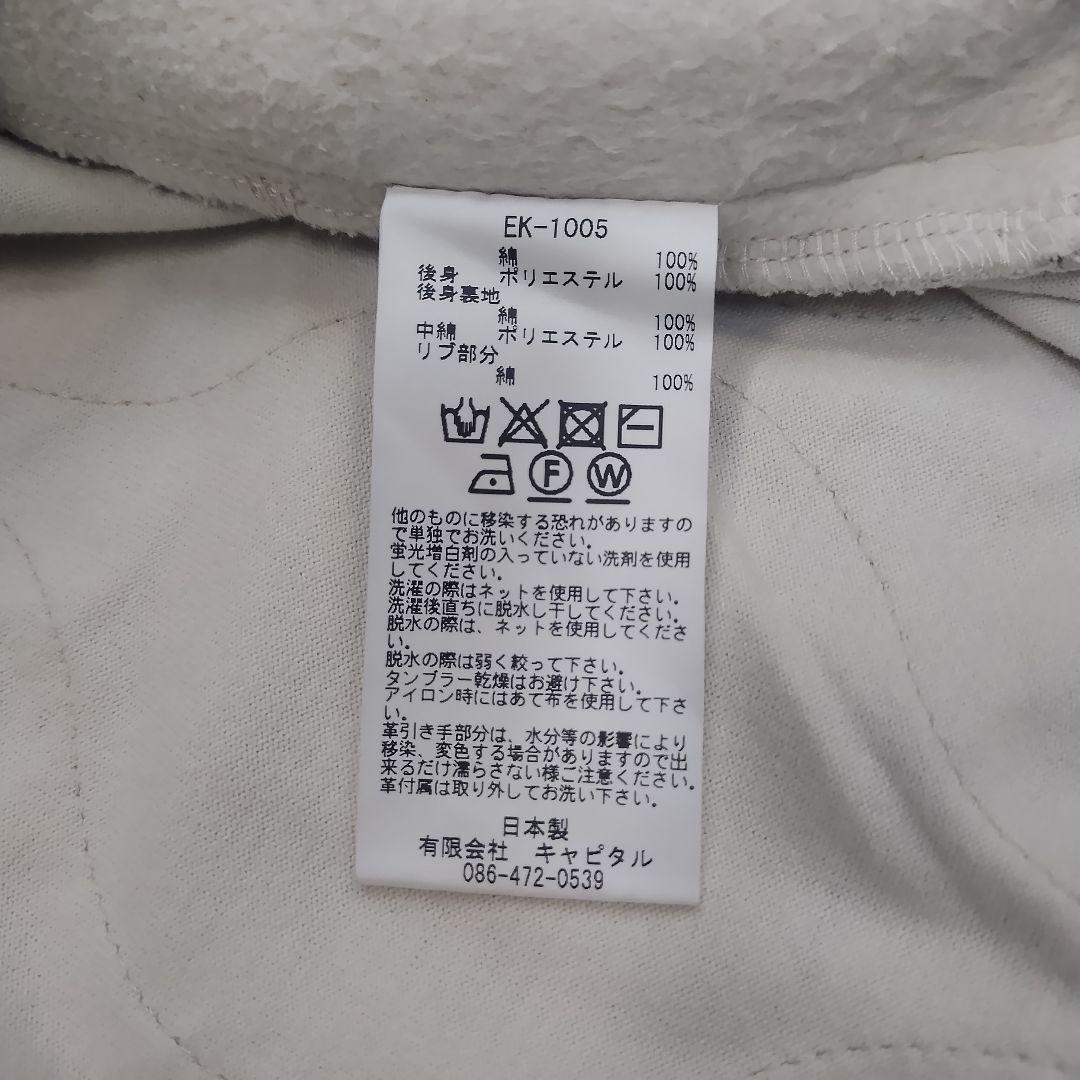 EK-1005
綿 100%
後身 ポリエステル 100%
後身裏地
綿 100%
中綿 ポリエステル 100%
リブ部分
綿 100%
F W
他のものに移染する恐れがありますの
で単独でお洗いください。
蛍光増白剤の入っていない洗剤を使用
してください。
洗濯の際はネットを使用して下さい。
洗濯後直ちに脱水し干してください。
脱水の際は、ネットを使用してくださ
い。
脱水の際は弱く絞って下さい。
タンブラー乾燥はお避け下さい。
アイロン時にはあて布を使用して下さ
い。
革引き手部分は、水分等の影響により
移染、変色する場合がありますので出
来るだけ濡らさない様ご注意ください。
革付属は取り外してお洗い下さい。
日本製
有限会社 キャピタル
086-472-0539